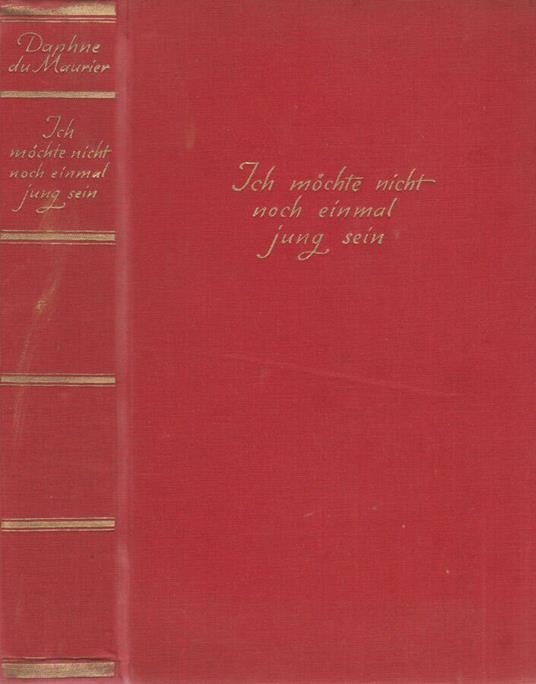 Daphne
du Maurier
Ich
möchte nicht
noch einmal
jung sein
Ich möchte nicht
noch einmal
jung sein